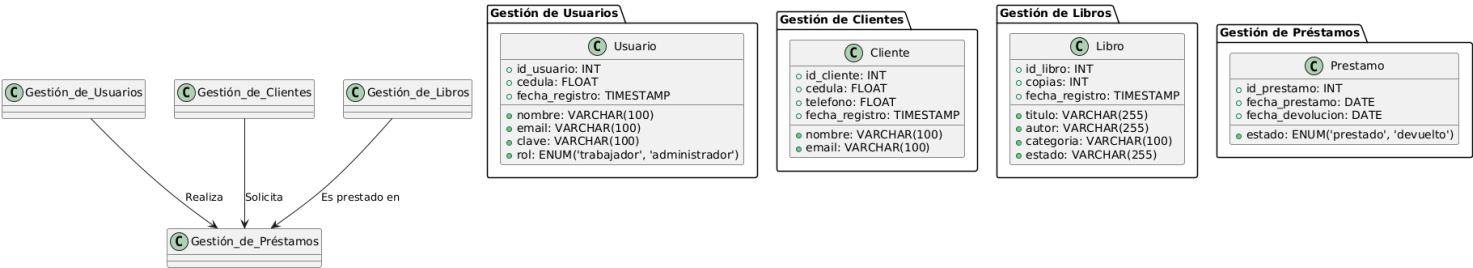 Gestión de Usuarios
C Usuario
id_usuario: INT
cedula: FLOAT
fecha_registro: TIMESTAMP
nombre: VARCHAR(100)
email: VARCHAR(100)
clave: VARCHAR(100)
rol: ENUM('trabajador', 'administrador')
Gestión de Clientes
C Cliente
id_cliente: INT
cedula: FLOAT
telefono: FLOAT
fecha_registro: TIMESTAMP
nombre: VARCHAR(100)
email: VARCHAR(100)
Gestión de Libros
C Libro
id_libro: INT
copias: INT
fecha_registro: TIMESTAMP
titulo: VARCHAR(255)
autor: VARCHAR(255)
categoria: VARCHAR(100)
estado: VARCHAR(255)
Gestión de Préstamos
C Prestamo
id_prestamo: INT
fecha_prestamo: DATE
fecha_devolucion: DATE
estado: ENUM('prestado', 'devuelto')
C Gestión_de_Usuarios
C Gestión_de_Clientes
C Gestión_de_Libros
Realiza
Solicita
Es prestado en
C Gestión_de_Préstamos